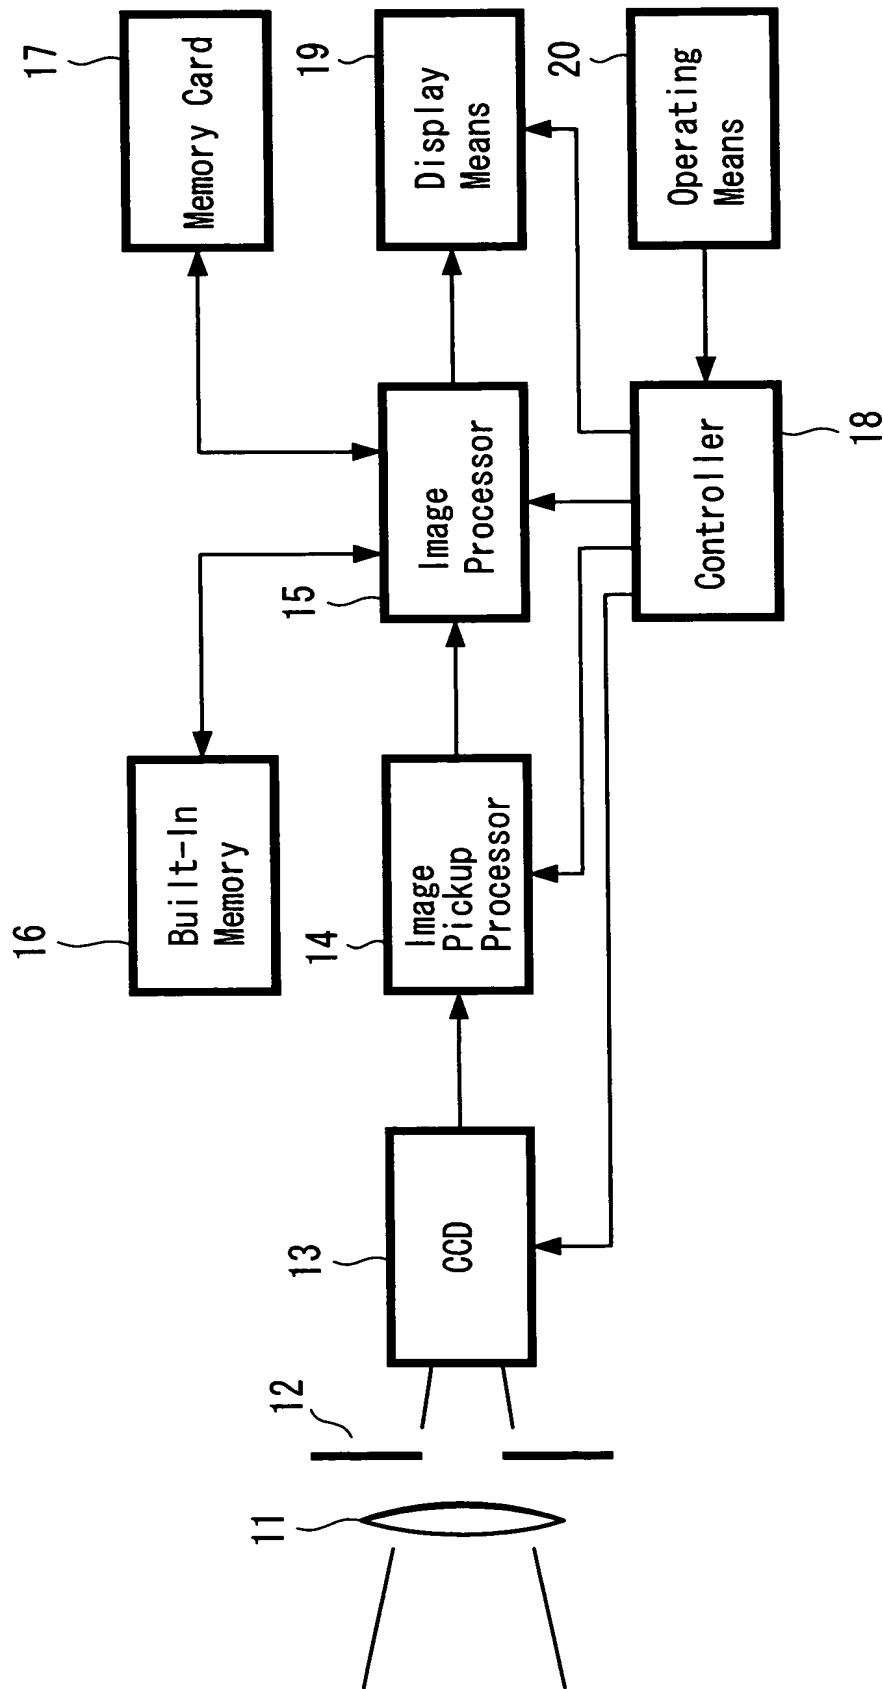 11
12
13
CCD
14
Image
Pickup
Processor
15
Image
Processor
16
Built-In
Memory
17
Memory Card
18
Controller
19
Display
Means
20
Operating
Means